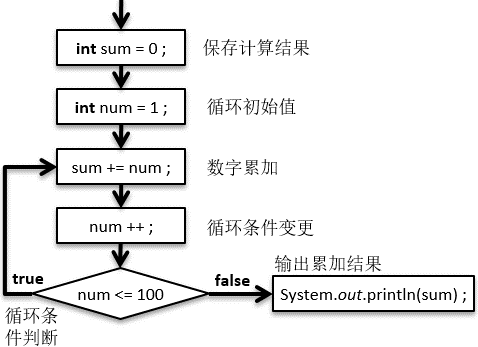 int sum = 0 ;
保存计算结果
int num = 1 ;
循环初始值
sum += num ;
数字累加
num ++ ;
循环条件变更
true
num <= 100
false
输出累加结果
System.out.println(sum) ;
循环条
件判断